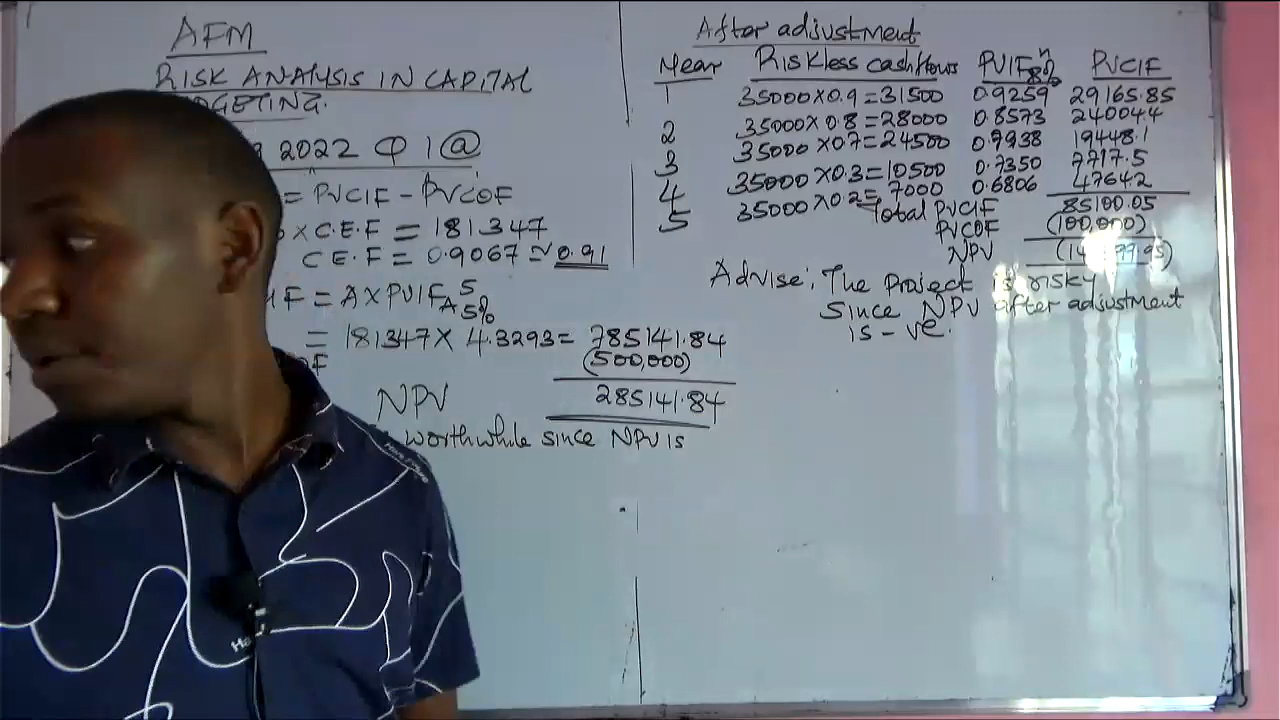 AFM
RISK ANALYSIS IN CAPITAL
GETING.
2022 Q 1 @
= PVCIF - PVCOF
x C.E.F = 181347
C.E.F = 0.9067 ≃ 0.91
F = A x PVIFA 5 5%
= 181347 x 4.3293 = 785141.84
(500,000)
NPV 285141.84
worthwhile since NPV is
After adjustment
Year Riskless cashflows PVIF n 8% PVCIF
1 35000 x 0.9 = 31500 0.9259 29165.85
2 35000 x 0.8 = 28000 0.8573 24004.4
3 35000 x 0.7 = 24500 0.7938 19448.1
4 35000 x 0.3 = 10500 0.7350 7717.5
5 35000 x 0.2 = 7000 0.6806 4764.2
Total PVCIF 85100.05
PVCOF (100,000)
NPV
Advise: The Project is risky
since NPV after adjustment
is -ve.